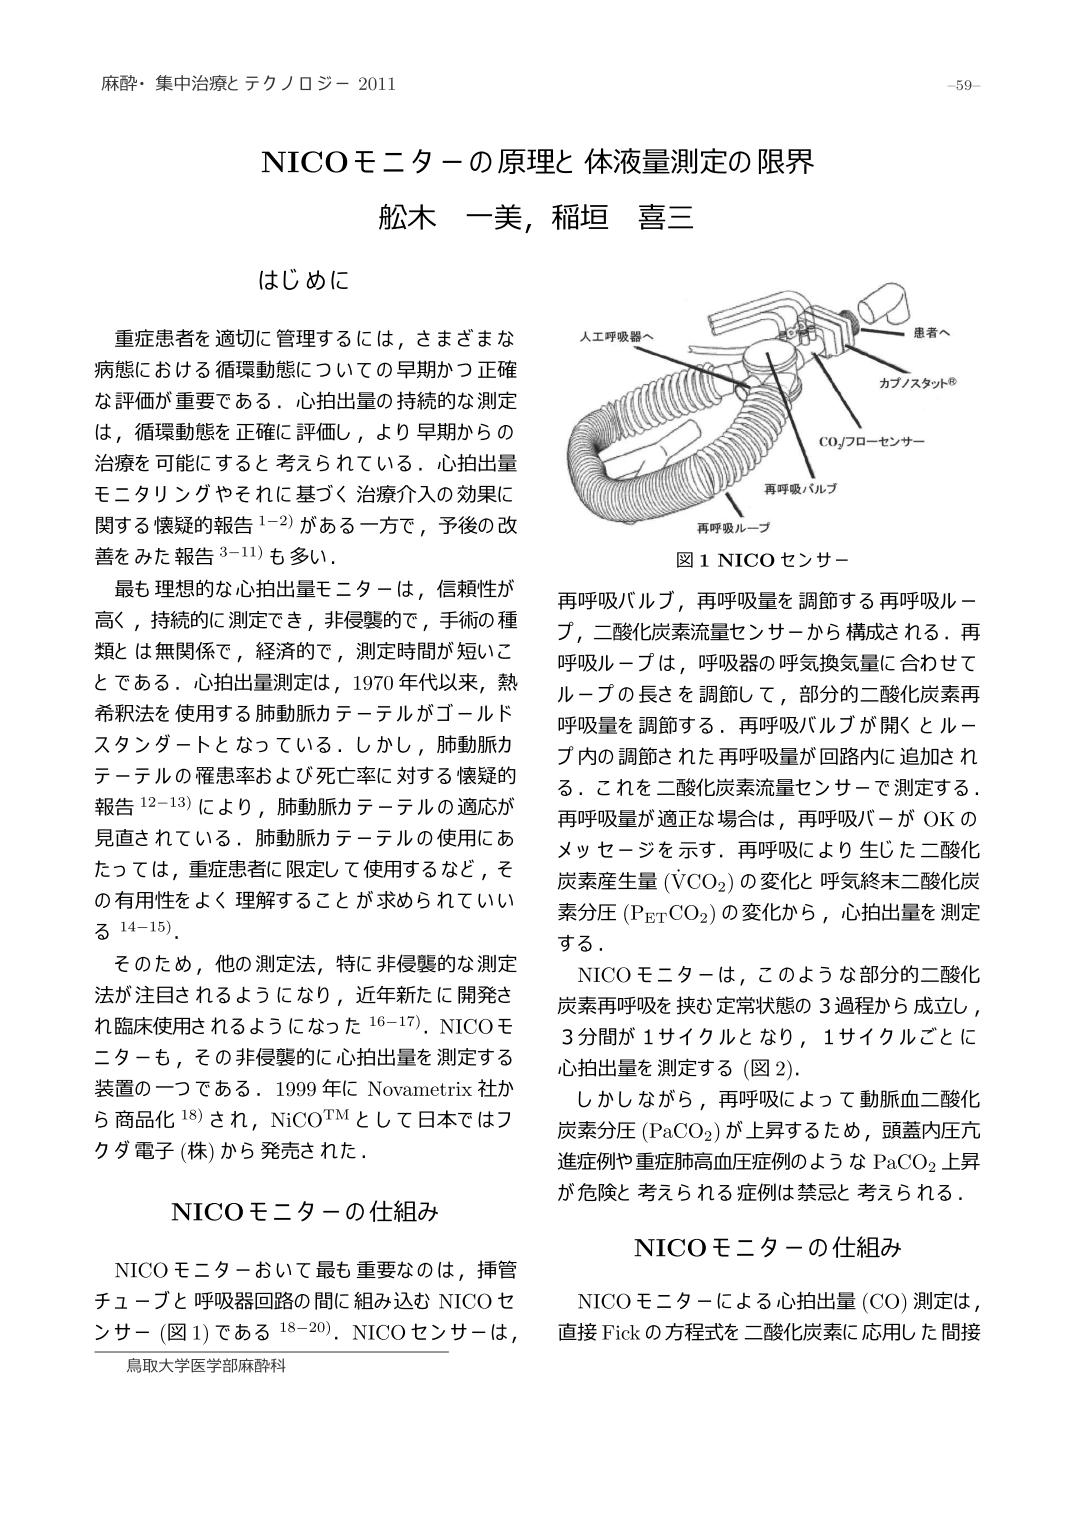 麻酔・集中治療とテクノロジー 2011
–59–
NICOモニターの原理と体液量測定の限界
舩木　一美，稲垣　喜三
はじめに
重症患者を適切に管理するには，さまざまな
病態における循環動態についての早期かつ正確
な評価が重要である．心拍出量の持続的な測定
は，循環動態を正確に評価し，より早期からの
治療を可能にすると考えられている．心拍出量
モニタリングやそれに基づく治療介入の効果に
関する懐疑的報告 1−2) がある一方で，予後の改
善をみた報告 3−11) も多い．
最も理想的な心拍出量モニターは，信頼性が
高く，持続的に測定でき，非侵襲的で，手術の種
類とは無関係で，経済的で，測定時間が短いこ
とである．心拍出量測定は，1970 年代以来，熱
希釈法を使用する肺動脈カテーテルがゴールド
スタンダートとなっている．しかし，肺動脈カ
テーテルの罹患率および死亡率に対する懐疑的
報告 12−13) により，肺動脈カテーテルの適応が
見直されている．肺動脈カテーテルの使用にあ
たっては，重症患者に限定して使用するなど，そ
の有用性をよく理解することが求められていい
る 14−15)．
そのため，他の測定法，特に非侵襲的な測定
法が注目されるようになり，近年新たに開発さ
れ臨床使用されるようになった 16−17)．NICOモ
ニターも，その非侵襲的に心拍出量を測定する
装置の一つである．1999 年に Novametrix 社か
ら商品化 18) され，NiCOTM として日本ではフ
クダ電子 (株) から発売された．
NICOモニターの仕組み
NICOモニターおいて最も重要なのは，挿管
チューブと呼吸器回路の間に組み込む NICOセ
ンサー (図 1) である 18−20)．NICOセンサーは，
鳥取大学医学部麻酔科
人工呼吸器へ
患者へ
カプノスタット®
CO₂/フローセンサー
再呼吸バルブ
再呼吸ループ
図 1 NICO センサー
再呼吸バルブ，再呼吸量を調節する再呼吸ルー
プ，二酸化炭素流量センサーから構成される．再
呼吸ループは，呼吸器の呼気換気量に合わせて
ループの長さを調節して，部分的二酸化炭素再
呼吸量を調節する．再呼吸バルブが開くとルー
プ内の調節された再呼吸量が回路内に追加され
る．これを二酸化炭素流量センサーで測定する．
再呼吸量が適正な場合は，再呼吸バーが OKの
メッセージを示す．再呼吸により生じた二酸化
炭素産生量 (V̇CO₂) の変化と呼気終末二酸化炭
素分圧 (PETCO₂) の変化から，心拍出量を測定
する．
NICOモニターは，このような部分的二酸化
炭素再呼吸を挟む定常状態の３過程から成立し，
３分間が１サイクルとなり，１サイクルごとに
心拍出量を測定する (図 2)．
しかしながら，再呼吸によって動脈血二酸化
炭素分圧 (PaCO₂) が上昇するため，頭蓋内圧亢
進症例や重症肺高血圧症例のような PaCO₂ 上昇
が危険と考えられる症例は禁忌と考えられる．
NICOモニターの仕組み
NICOモニターによる心拍出量 (CO) 測定は，
直接 Fick の方程式を二酸化炭素に応用した間接